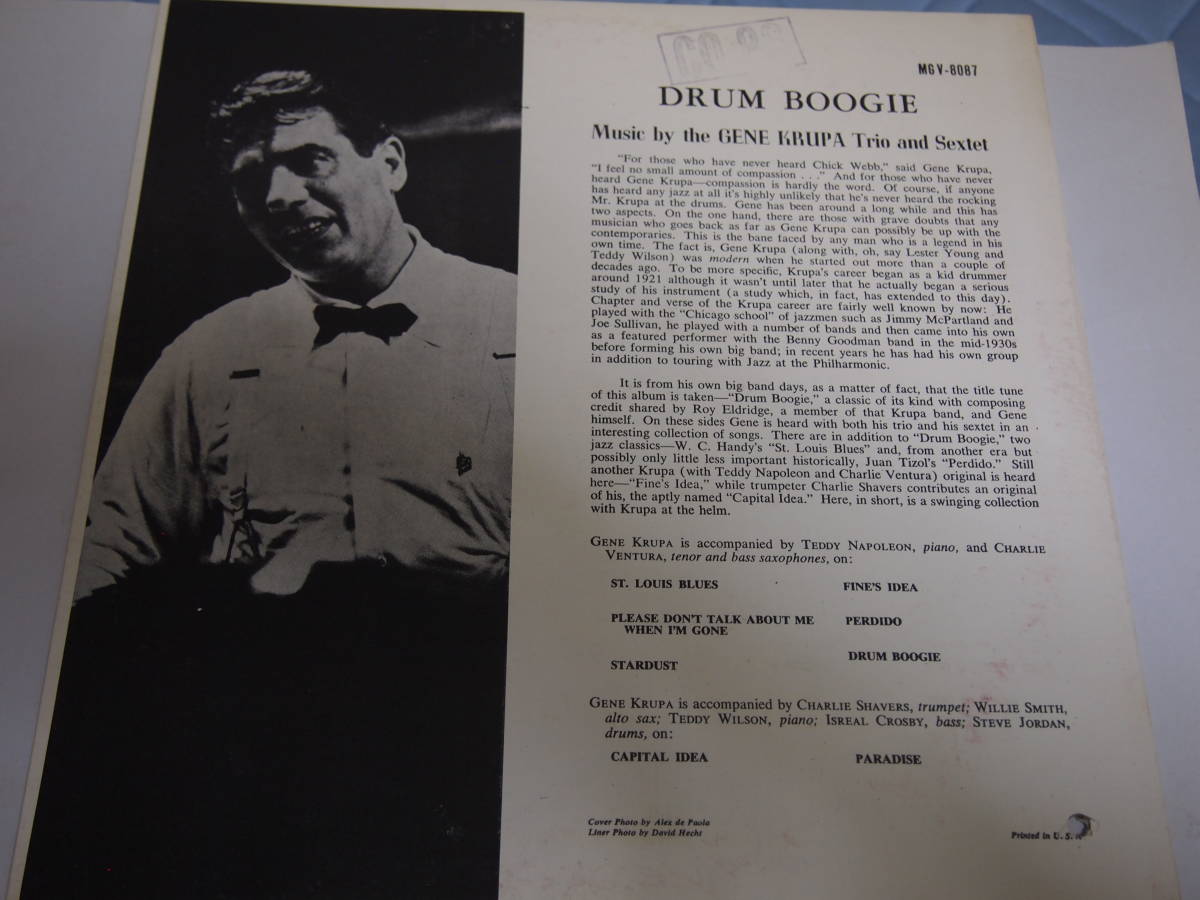 MGV-8087
DRUM BOOGIE
Music by the GENE KRUPA Trio and Sextet
"For those who have never heard Chick Webb," said Gene Krupa,
"I feel no small amount of compassion . . ." And for those who have never
heard Gene Krupa—compassion is hardly the word. Of course, if anyone
has heard any jazz at all it's highly unlikely that he's never heard the rocking
Mr. Krupa at the drums. Gene has been around a long while and this has
two aspects. On the one hand, there are those with grave doubts that any
musician who goes back as far as Gene Krupa can possibly be up with the
contemporaries. This is the bane faced by any man who is a legend in his
own time. The fact is, Gene Krupa (along with, oh, say Lester Young and
Teddy Wilson) was modern when he started out more than a couple of
decades ago. To be more specific, Krupa's career began as a kid drummer
around 1921 although it wasn't until later that he actually began a serious
study of his instrument (a study which, in fact, has extended to this day).
Chapter and verse of the Krupa career are fairly well known by now: He
played with the "Chicago school" of jazzmen such as Jimmy McPartland and
Joe Sullivan, he played with a number of bands and then came into his own
as a featured performer with the Benny Goodman band in the mid-1930s
before forming his own big band; in recent years he has had his own group
in addition to touring with Jazz at the Philharmonic.
It is from his own big band days, as a matter of fact, that the title tune
of this album is taken—"Drum Boogie," a classic of its kind with composing
credit shared by Roy Eldridge, a member of that Krupa band, and Gene
himself. On these sides Gene is heard with both his trio and his sextet in an
interesting collection of songs. There are in addition to "Drum Boogie," two
jazz classics—W. C. Handy's "St. Louis Blues" and, from another era but
possibly only little less important historically, Juan Tizol's "Perdido." Still
another Krupa (with Teddy Napoleon and Charlie Ventura) original is heard
here—"Fine's Idea," while trumpeter Charlie Shavers contributes an original
of his, the aptly named "Capital Idea." Here, in short, is a swinging collection
with Krupa at the helm.
GENE KRUPA is accompanied by TEDDY NAPOLEON, piano, and CHARLIE
VENTURA, tenor and bass saxophones, on:
ST. LOUIS BLUES
FINE'S IDEA
PLEASE DON'T TALK ABOUT ME
WHEN I'M GONE
PERDIDO
STARDUST
DRUM BOOGIE
GENE KRUPA is accompanied by CHARLIE SHAVERS, trumpet; WILLIE SMITH,
alto sax; TEDDY WILSON, piano; ISREAL CROSBY, bass; STEVE JORDAN,
drums, on:
CAPITAL IDEA
PARADISE
Cover Photo by Alex de Paola
Liner Photo by David Hecht
Printed in U. S.